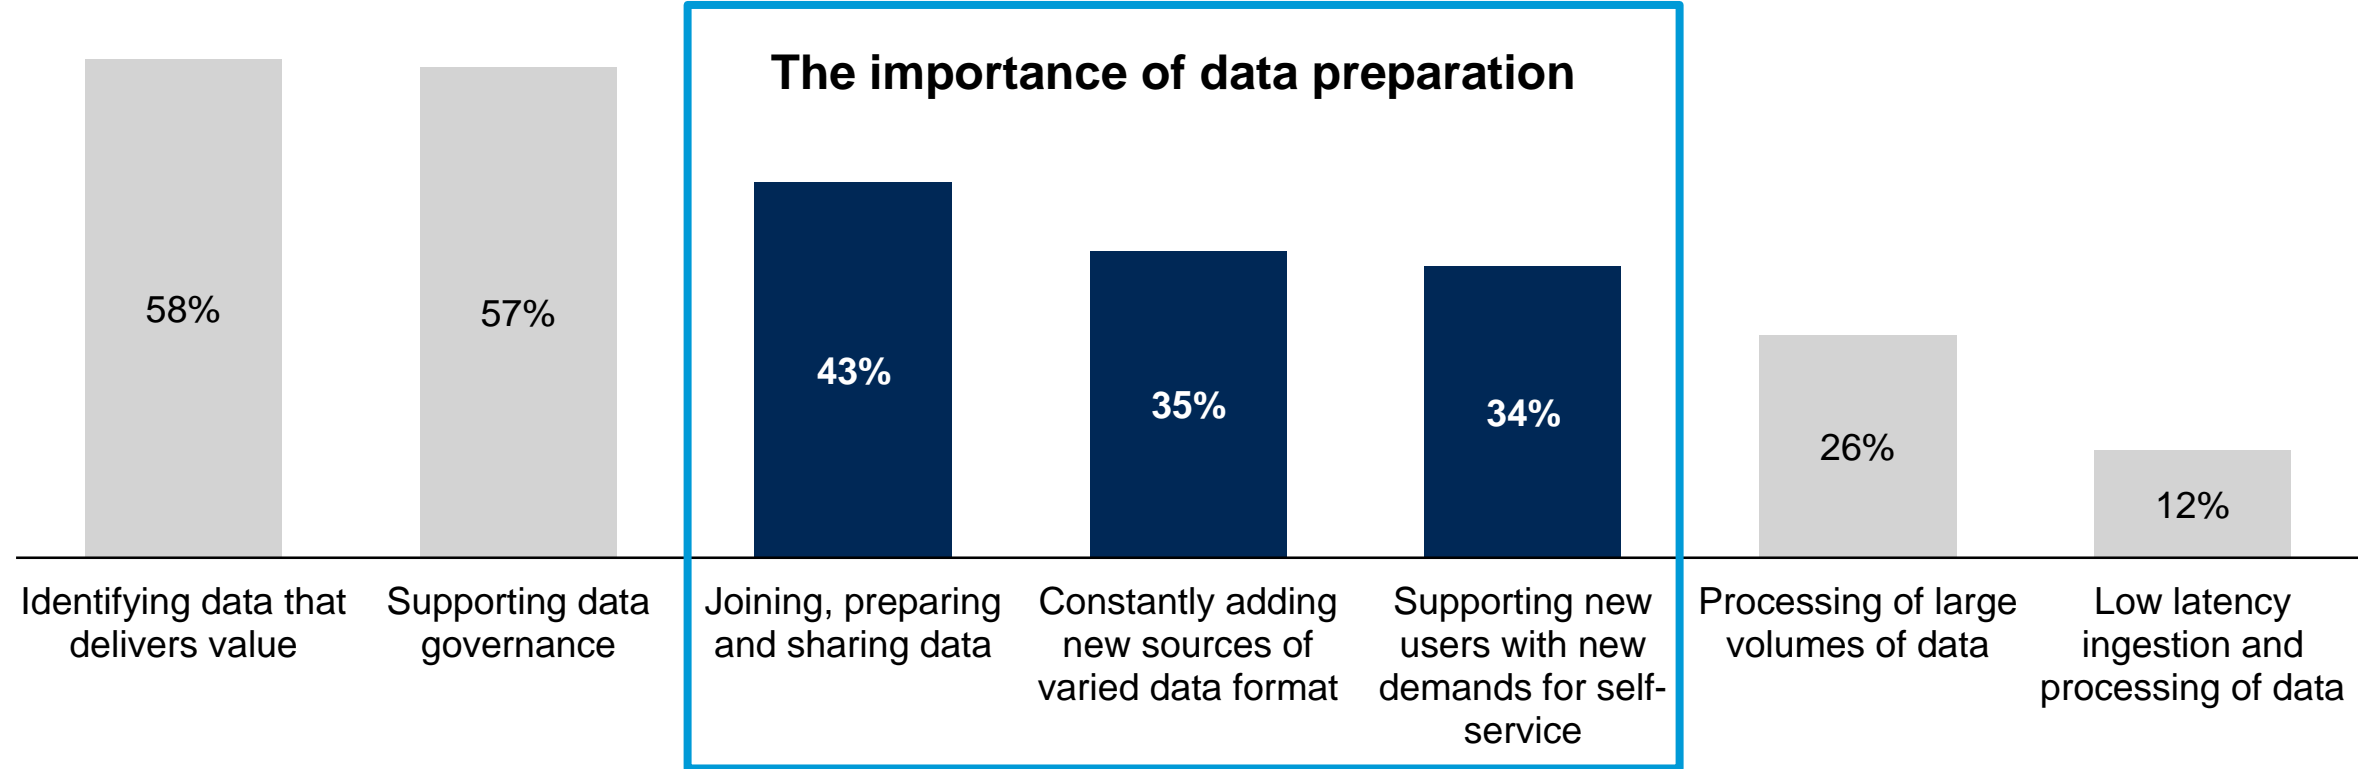 The importance of data preparation
58%
57%
43%
35%
34%
26%
12%
Identifying data that
delivers value
Supporting data
governance
Joining, preparing
and sharing data
Constantly adding
new sources of
varied data format
Supporting new
users with new
demands for self-
service
Processing of large
volumes of data
Low latency
ingestion and
processing of data